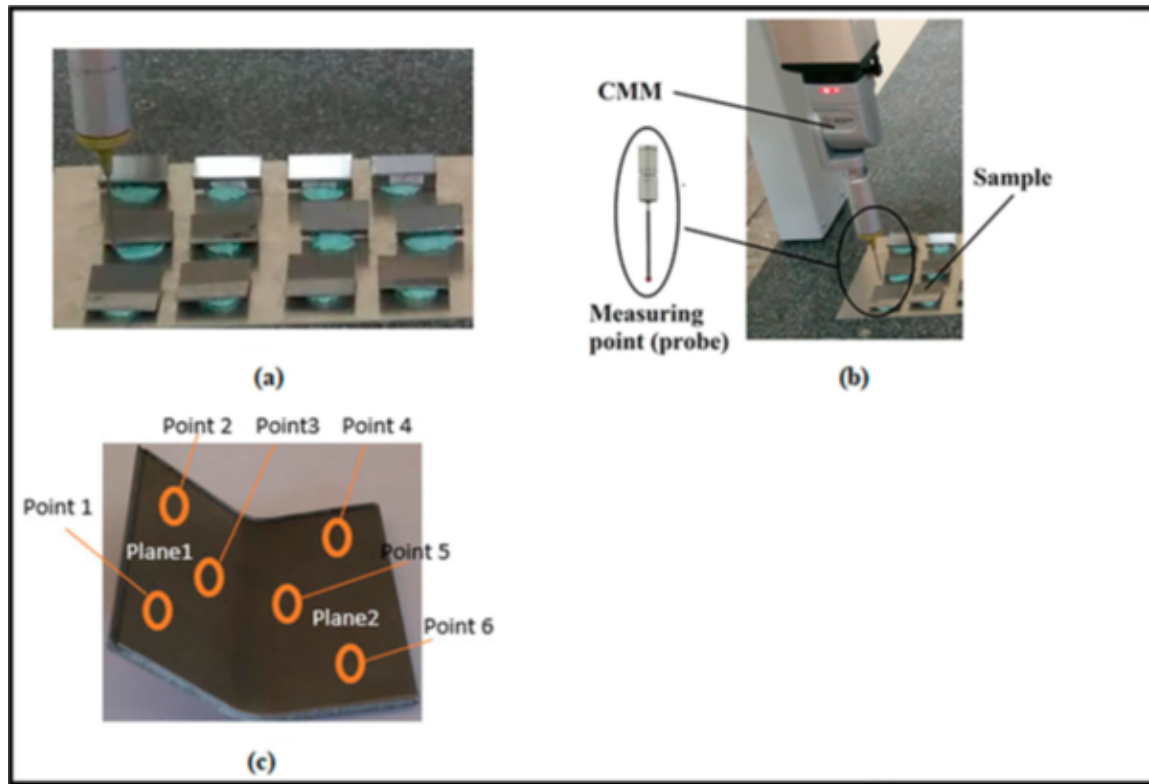 (a)
CMM
Sample
Measuring
point (probe)
(b)
Point 2
Point3
Point 4
Point 1
Plane1
Point 5
Plane2
Point 6
(c)